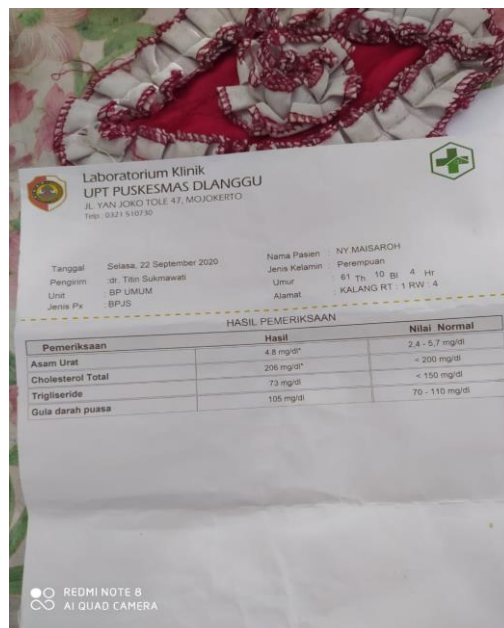 Laboratorium Klinik
UPT PUSKESMAS DLANGGU
JL. YAN JOKO TOLE 47, MOJOKERTO
Telp. 0321 510730
Tanggal : Selasa, 22 September 2020
Pengirim : dr. Titin Sukmawati
Unit : BP UMUM
Jenis Px : BPJS
Nama Pasien : NY.MAISAROH
Jenis Kelamin : Perempuan
Umur : 61 Th 10 Bl 4 Hr
Alamat : KALANG RT : 1 RW : 4
HASIL PEMERIKSAAN
Pemeriksaan Hasil Nilai Normal
Asam Urat 4.8 mg/dl* 2,4 - 5,7 mg/dl
Cholesterol Total 206 mg/dl* < 200 mg/dl
Trigliseride 73 mg/dl < 150 mg/dl
Gula darah puasa 105 mg/dl 70 - 110 mg/dl
REDMI NOTE 8
AI QUAD CAMERA